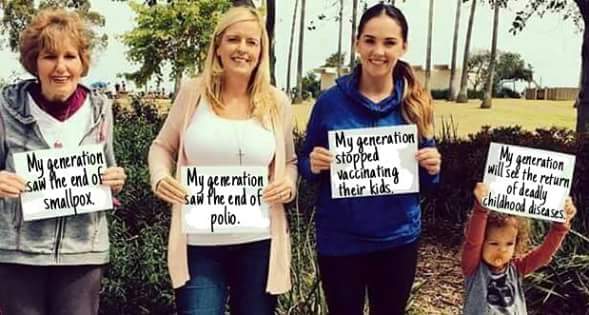 My generation
saw the end of
smallpox.
My generation
saw the end of
polio.
My generation
stopped
vaccinating
their kids.
My generation
will see the return
of deadly
childhood diseases.